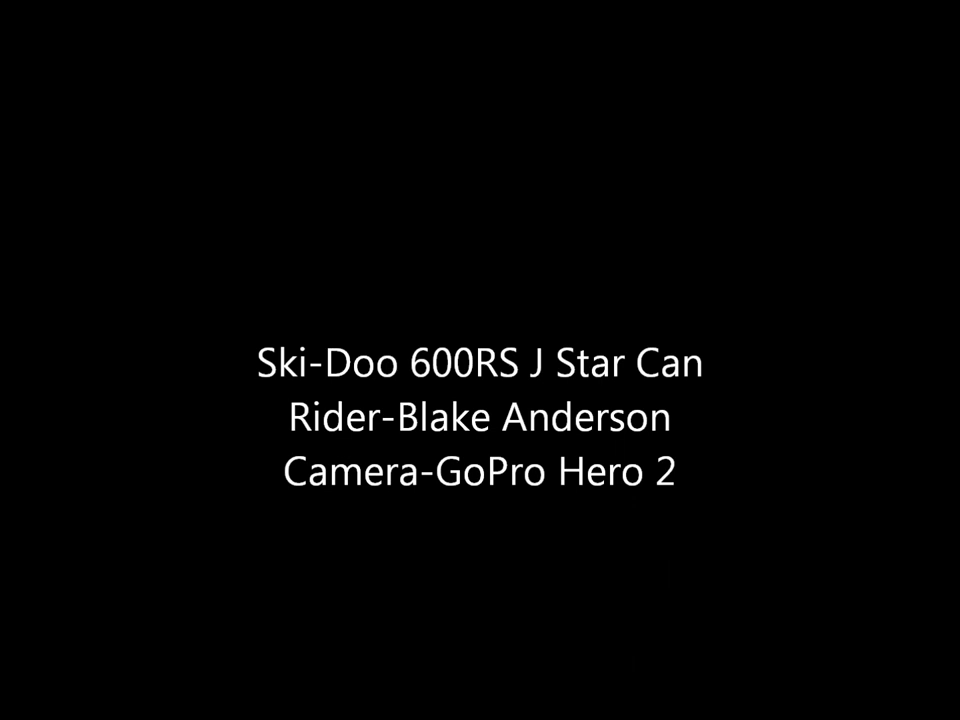 Ski-Doo 600RS J Star Can
Rider-Blake Anderson
Camera-GoPro Hero 2